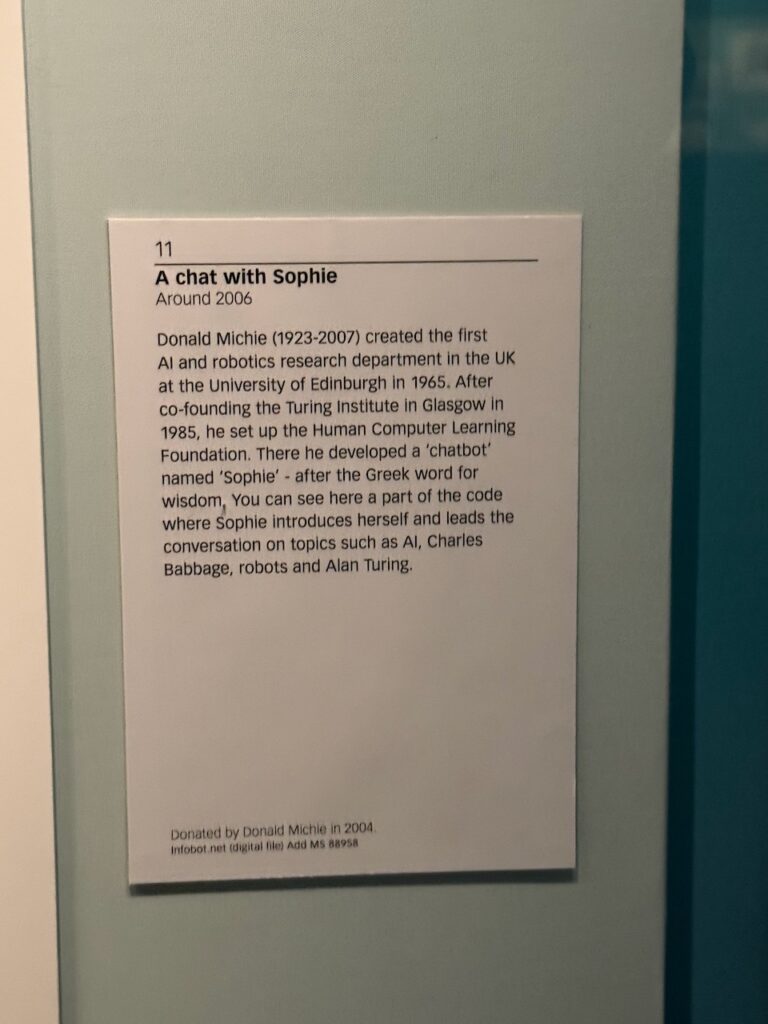 11
A chat with Sophie
Around 2006
Donald Michie (1923-2007) created the first
AI and robotics research department in the UK
at the University of Edinburgh in 1965. After
co-founding the Turing Institute in Glasgow in
1985, he set up the Human Computer Learning
Foundation. There he developed a ‘chatbot’
named ‘Sophie’ - after the Greek word for
wisdom, You can see here a part of the code
where Sophie introduces herself and leads the
conversation on topics such as AI, Charles
Babbage, robots and Alan Turing.
Donated by Donald Michie in 2004.
Infobot.net (digital file) Add MS 88958